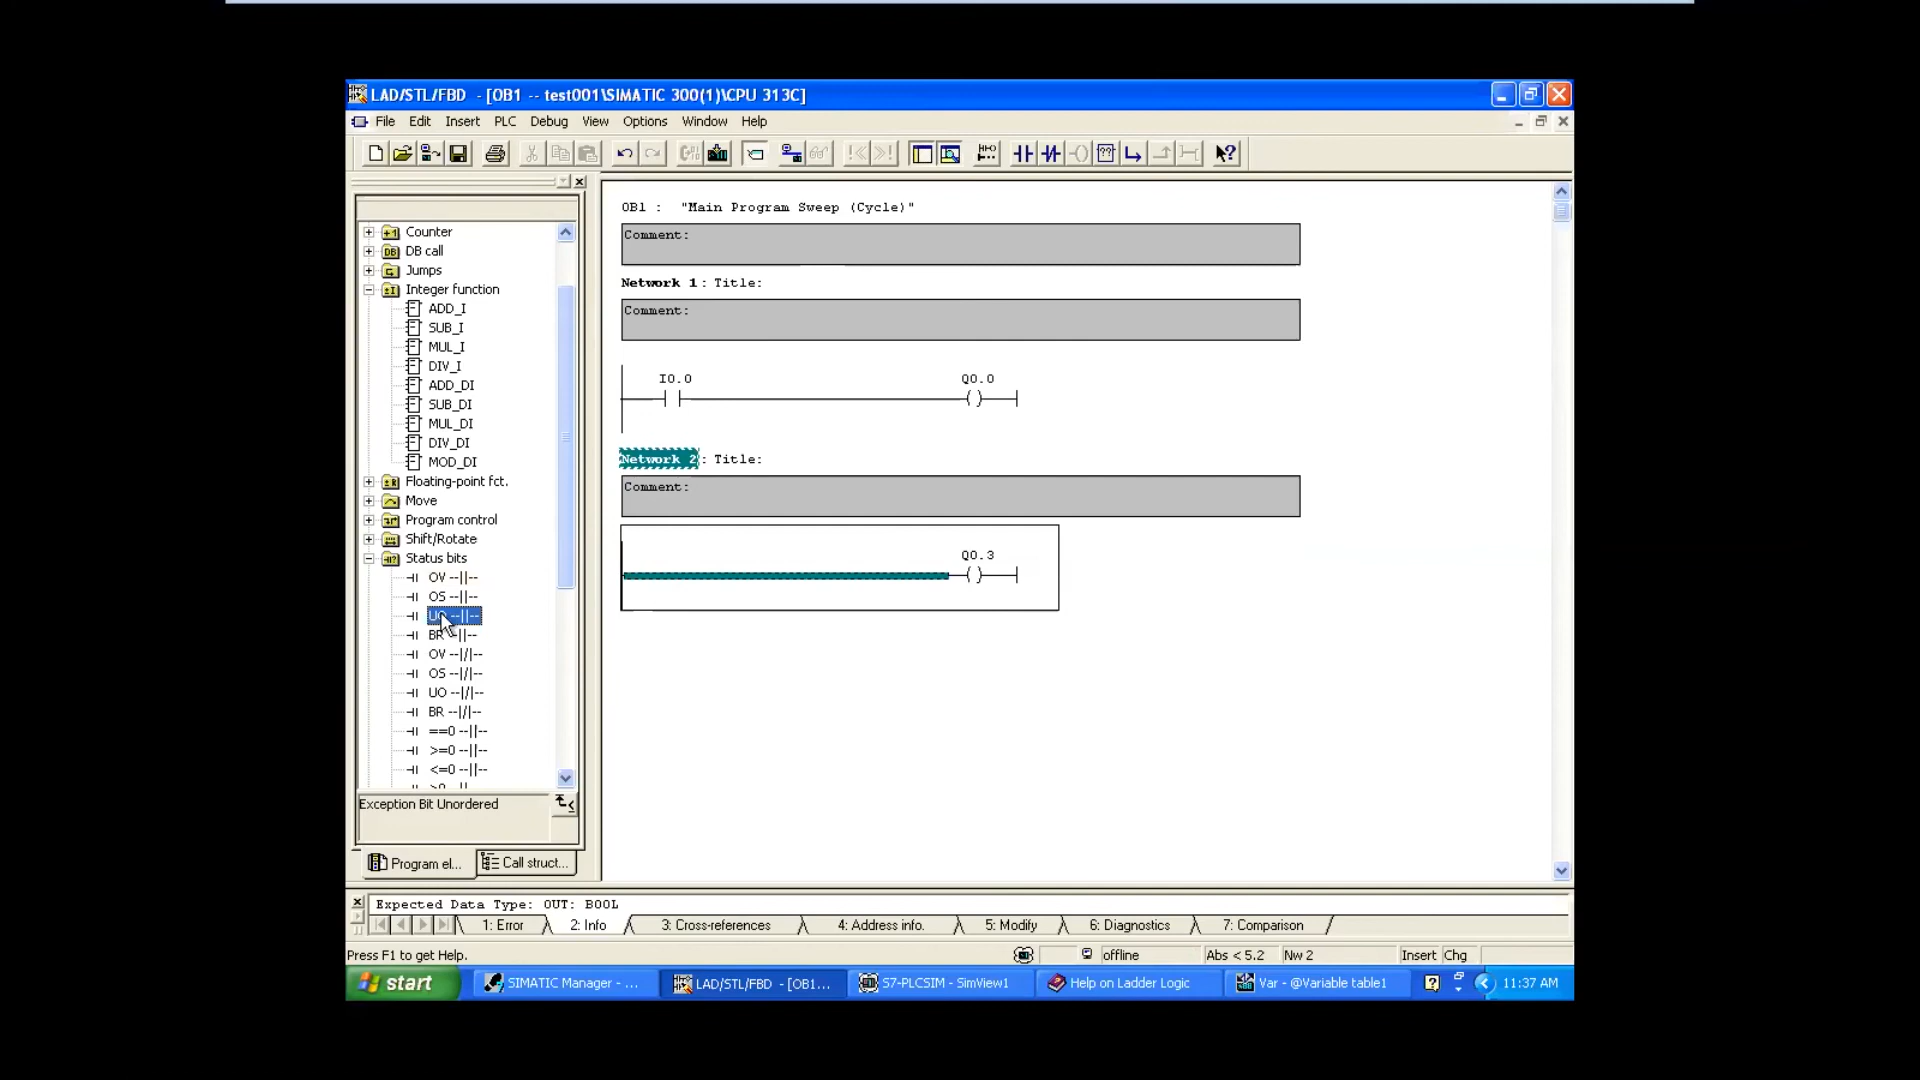 LAD/STL/FBD - [OB1 -- test001\SIMATIC 300(1)\CPU 313C]
File Edit Insert PLC Debug View Options Window Help
OB1 : "Main Program Sweep (Cycle)"
Comment:
Network 1: Title:
Comment:
I0.0 Q0.0
Network 2: Title:
Comment:
Q0.3
Counter
DB call
Jumps
Integer function
ADD_I
SUB_I
MUL_I
DIV_I
ADD_DI
SUB_DI
MUL_DI
DIV_DI
MOD_DI
Floating-point fct.
Move
Program control
Shift/Rotate
Status bits
OV --||--
OS --||--
UO --||--
BR --||--
OV --|/|--
OS --|/|--
UO --|/|--
BR --|/|--
==0 --||--
>=0 --||--
<=0 --||--
Exception Bit Unordered
Program el... Call struct...
Expected Data Type: OUT: BOOL
1: Error 2: Info 3: Cross-references 4: Address info. 5: Modify 6: Diagnostics 7: Comparison
Press F1 to get Help. offline Abs < 5.2 Nw 2 Insert Chg
start SIMATIC Manager - ... LAD/STL/FBD - [OB1... S7-PLCSIM - SimView1 Help on Ladder Logic Var - @Variable table1 11:37 AM